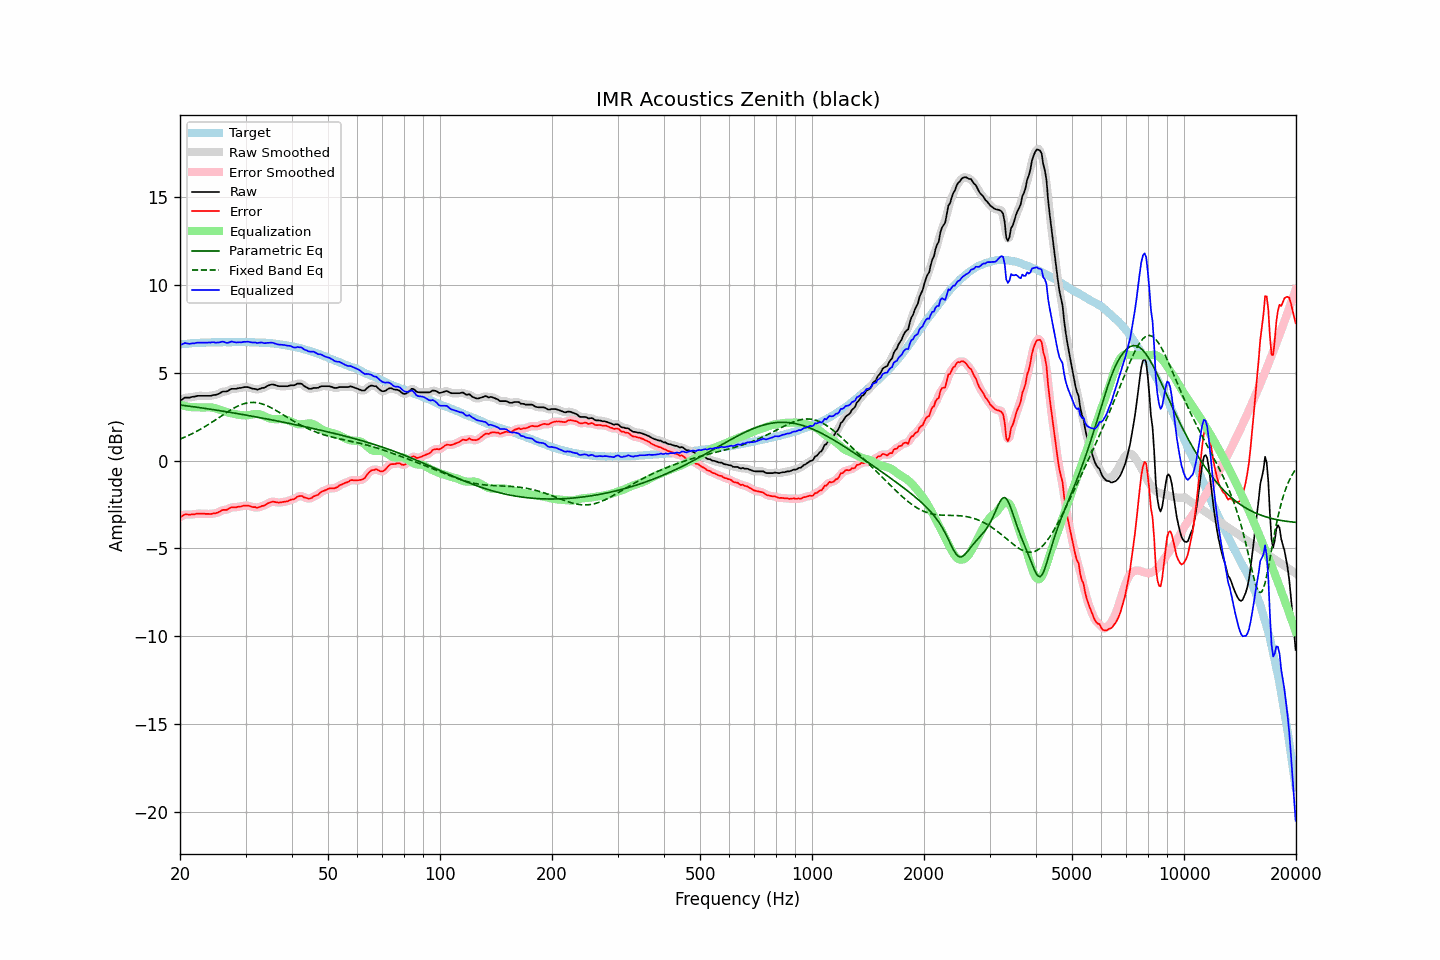 IMR Acoustics Zenith (black)
Target
Raw Smoothed
Error Smoothed
Raw
Error
Equalization
Parametric Eq
Fixed Band Eq
Equalized
Amplitude (dBr)
15
10
5
0
−5
−10
−15
−20
20 50 100 200 500 1000 2000 5000 10000 20000
Frequency (Hz)